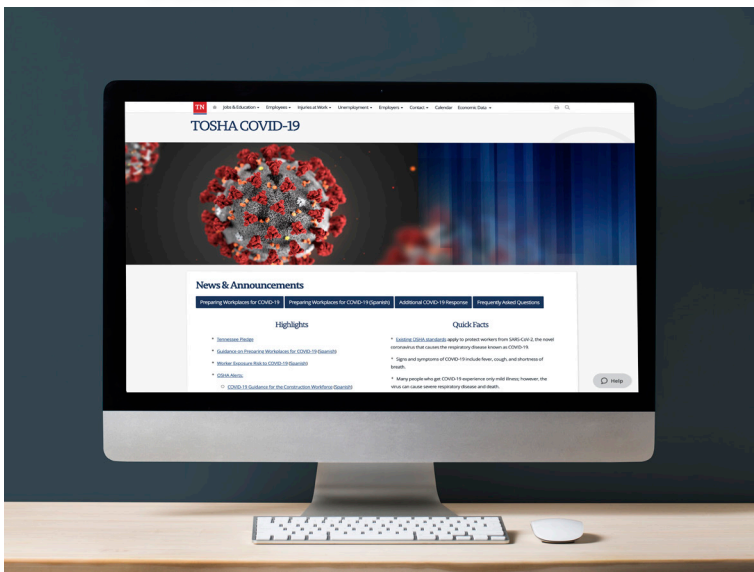 TN Jobs & Education Employees Injuries at Work Unemployment Employers Contact Calendar Economic Data
TOSHA COVID-19
News & Announcements
Preparing Workplaces for COVID-19 Preparing Workplaces for COVID-19 (Spanish) Additional COVID-19 Response Frequently Asked Questions
Highlights
* Tennessee Pledge
* Guidance on Preparing Workplaces for COVID-19 (Spanish)
* Worker Exposure Risk to COVID-19 (Spanish)
* OSHA Alerts:
○ COVID-19 Guidance for the Construction Workforce (Spanish)
Quick Facts
* Existing OSHA standards apply to protect workers from SARS-CoV-2, the novel
coronavirus that causes the respiratory disease known as COVID-19.
* Signs and symptoms of COVID-19 include fever, cough, and shortness of
breath.
* Many people who get COVID-19 experience only mild illness; however, the
virus can cause severe respiratory disease and death.
Help